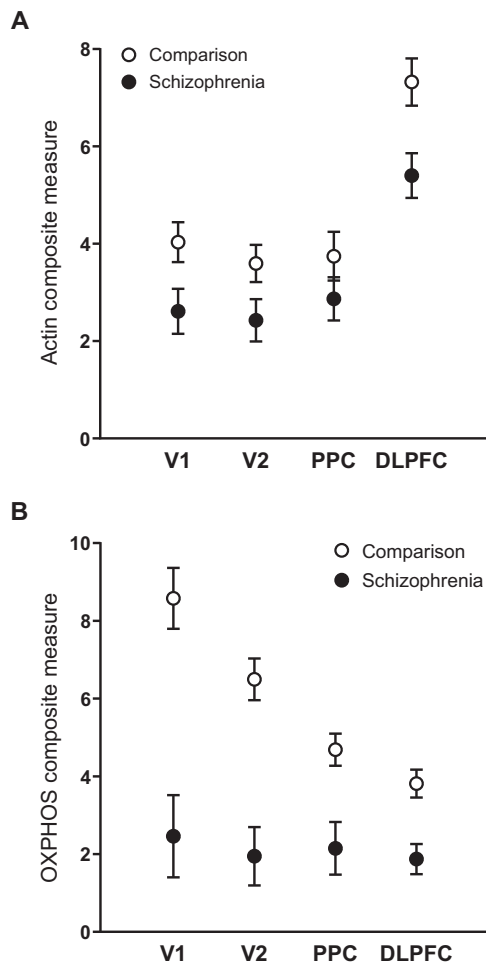 A
8
Comparison
Schizophrenia
6
4
2
0
Actin composite measure
V1 V2 PPC DLPFC
B
10
Comparison
Schizophrenia
8
6
4
2
0
OXPHOS composite measure
V1 V2 PPC DLPFC